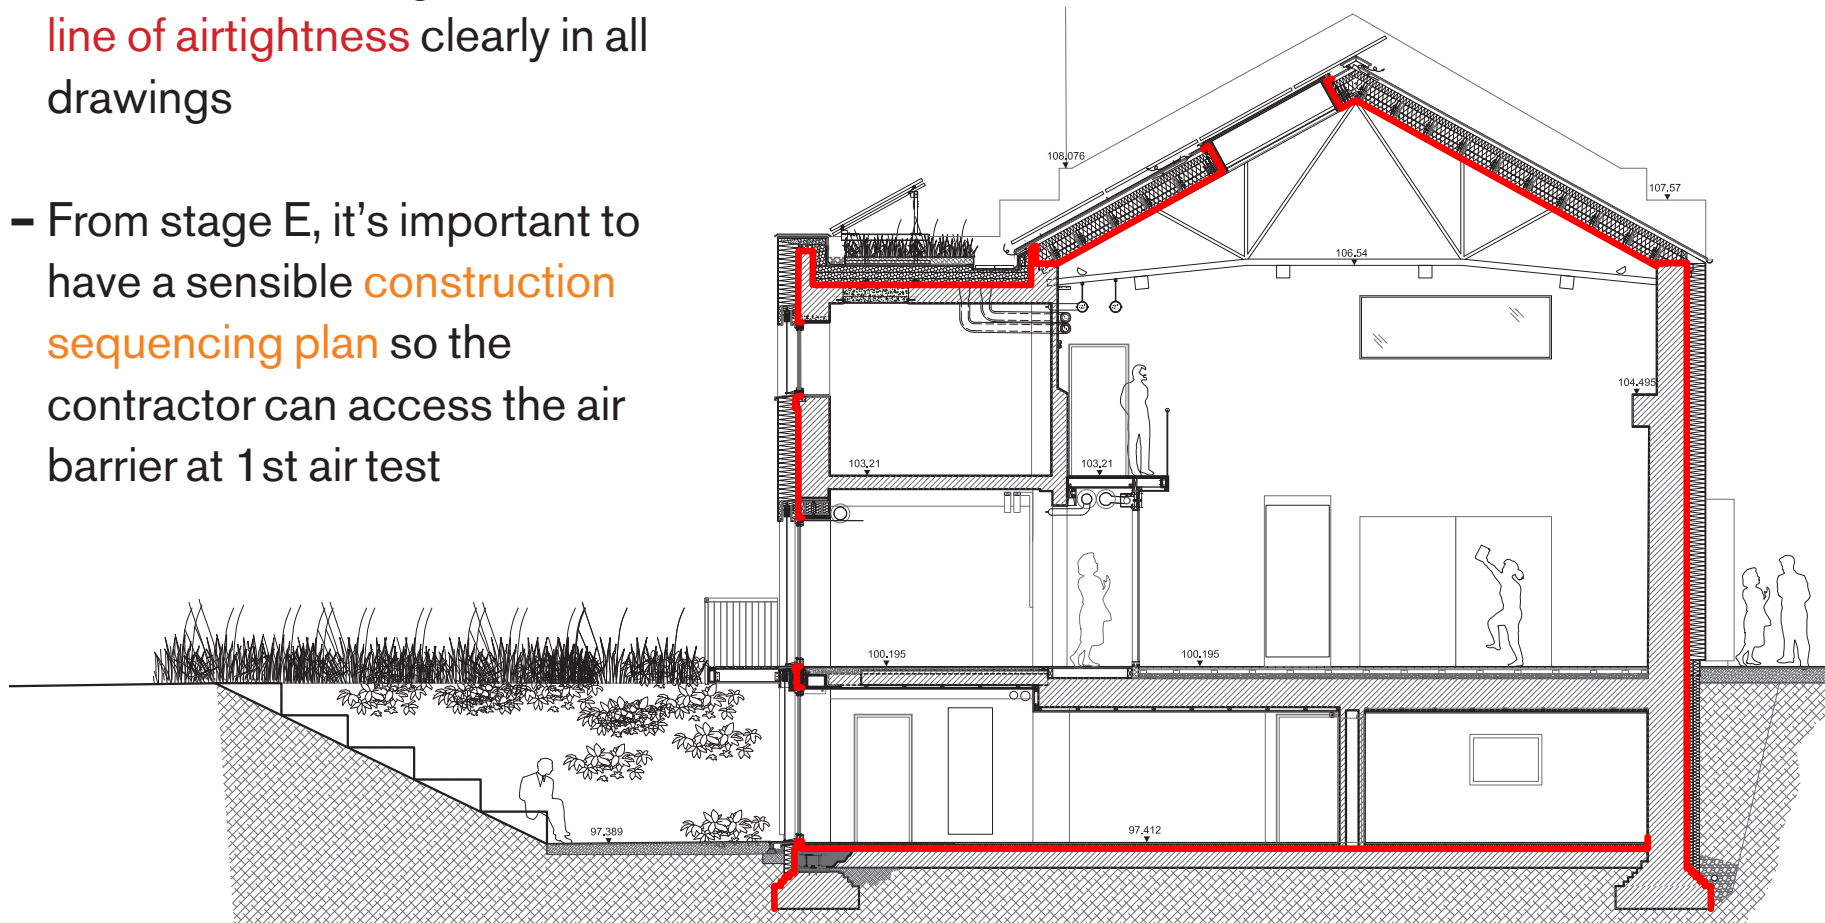 line of airtightness clearly in all
drawings
- From stage E, it's important to
have a sensible construction
sequencing plan so the
contractor can access the air
barrier at 1st air test
108.076
107.57
106.54
104.495
103.21
103.21
100.195
100.195
97.389
97.412